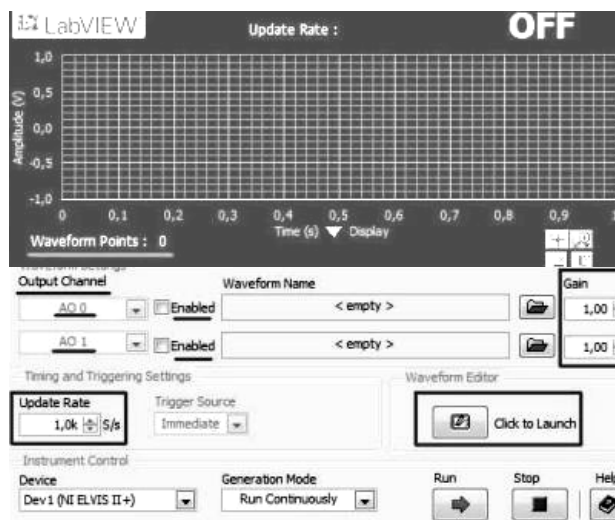 LabVIEW
Update Rate :
OFF
Amplitude (V)
1,0
0,5
0,0
-0,5
-1,0
0 0,1 0,2 0,3 0,4 0,5 0,6 0,7 0,8 0,9
Time (s) Display
Waveform Points : 0
Waveform Settings
Output Channel Waveform Name Gain
AO 0 Enabled < empty > 1,00
AO 1 Enabled < empty > 1,00
Timing and Triggering Settings Waveform Editor
Update Rate Trigger Source
1,0k S/s Immediate Click to Launch
Instrument Control
Device Generation Mode Run Stop Help
Dev1 (NI ELVIS II+) Run Continuously